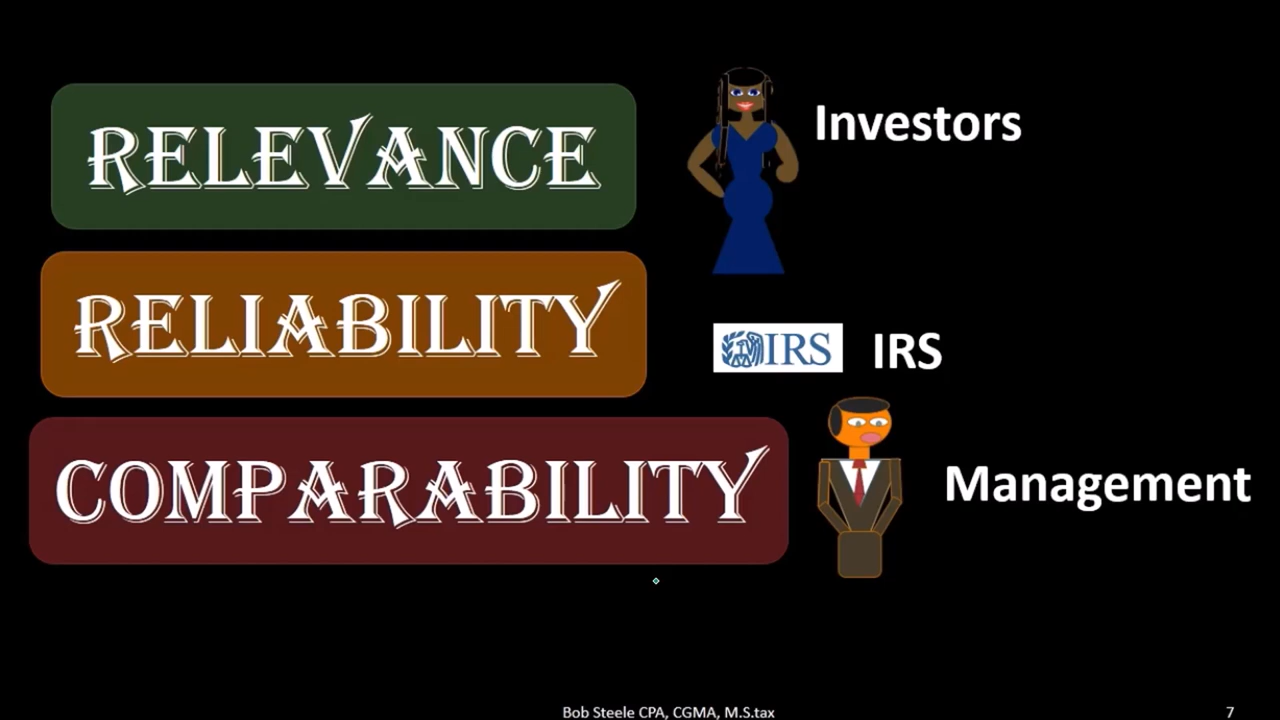 RELEVANCE
Investors
RELIABILITY
IRS
IRS
COMPARABILITY
Management
Bob Steele CPA, CGMA, M.S.tax
7